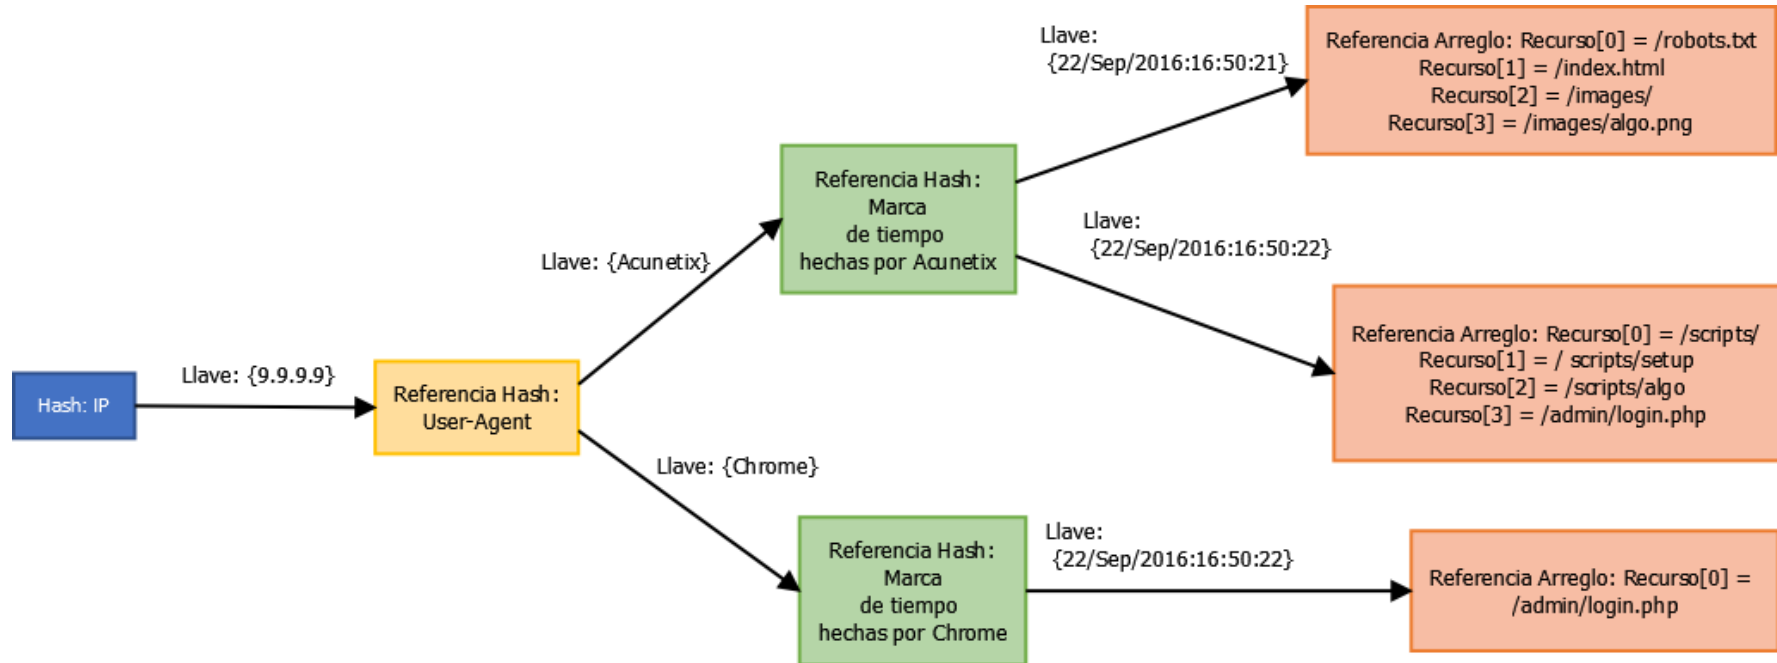 Hash: IP
Llave: {9.9.9.9}
Referencia Hash:
User-Agent
Llave: {Acunetix}
Llave: {Chrome}
Referencia Hash:
Marca
de tiempo
hechas por Acunetix
Llave:
{22/Sep/2016:16:50:21}
Llave:
{22/Sep/2016:16:50:22}
Referencia Arreglo: Recurso[0] = /robots.txt
Recurso[1] = /index.html
Recurso[2] = /images/
Recurso[3] = /images/algo.png
Referencia Arreglo: Recurso[0] = /scripts/
Recurso[1] = / scripts/setup
Recurso[2] = /scripts/algo
Recurso[3] = /admin/login.php
Referencia Hash:
Marca
de tiempo
hechas por Chrome
Llave:
{22/Sep/2016:16:50:22}
Referencia Arreglo: Recurso[0] =
/admin/login.php